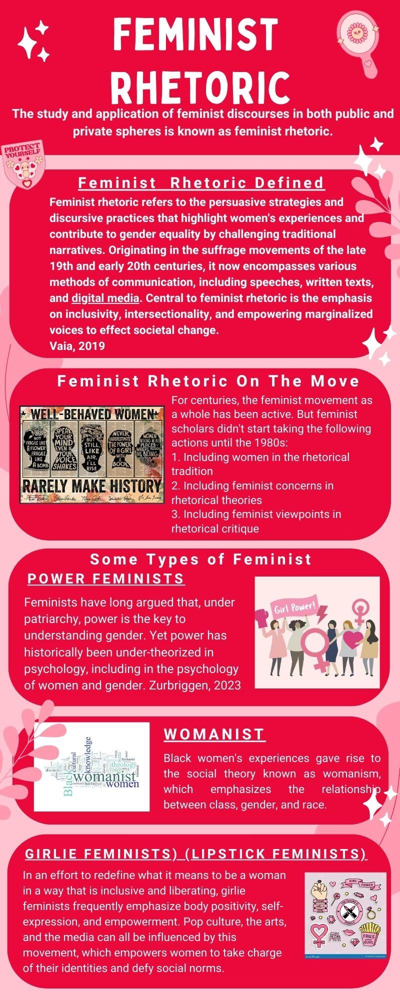 FEMINIST
RHETORIC
The study and application of feminist discourses in both public and
private spheres is known as feminist rhetoric.
PROTECT
YOURSELF
Feminist Rhetoric Defined
Feminist rhetoric refers to the persuasive strategies and
discursive practices that highlight women's experiences and
contribute to gender equality by challenging traditional
narratives. Originating in the suffrage movements of the late
19th and early 20th centuries, it now encompasses various
methods of communication, including speeches, written texts,
and digital media. Central to feminist rhetoric is the emphasis
on inclusivity, intersectionality, and empowering marginalized
voices to effect societal change.
Vaia, 2019
Feminist Rhetoric On The Move
WELL-BEHAVED WOMEN
NOT
FRAGILE LIKE
A FLOWER
FRAGILE
LIKE
A BOMB
SPEAK
YOUR
MIND
EVEN IF
YOUR
VOICE
SHAKES
BUT
STILL,
LIKE
AIR,
I'LL
RISE
NEVER
UNDERESTIMATE
THE POWER
OF A GIRL
WITH
A
BOOK
WOMEN
BELONG IN ALL
PLACES
WHERE DECISIONS
ARE BEING
RARELY MAKE HISTORY
For centuries, the feminist movement as
a whole has been active. But feminist
scholars didn't start taking the following
actions until the 1980s:
1. Including women in the rhetorical
tradition
2. Including feminist concerns in
rhetorical theories
3. Including feminist viewpoints in
rhetorical critique
Some Types of Feminist
POWER FEMINISTS
Feminists have long argued that, under
patriarchy, power is the key to
understanding gender. Yet power has
historically been under-theorized in
psychology, including in the psychology
of women and gender. Zurbriggen, 2023
Girl Power!
knowledge
cultural
theology
discourse
voice
Black
womanist
narrative
women
WOMANIST
Black women's experiences gave rise to
the social theory known as womanism,
which emphasizes the relationship
between class, gender, and race.
GIRLIE FEMINISTS) (LIPSTICK FEMINISTS)
In an effort to redefine what it means to be a woman
in a way that is inclusive and liberating, girlie
feminists frequently emphasize body positivity, self-
expression, and empowerment. Pop culture, the arts,
and the media can all be influenced by this
movement, which empowers women to take charge
of their identities and defy social norms.
GIRL
POWER
FIGHT
LIKE A
GIRL
THE FUTURE IS
FEMALE
FEMINIST
GRL
PWR
FRIES
BEFORE
GUYS